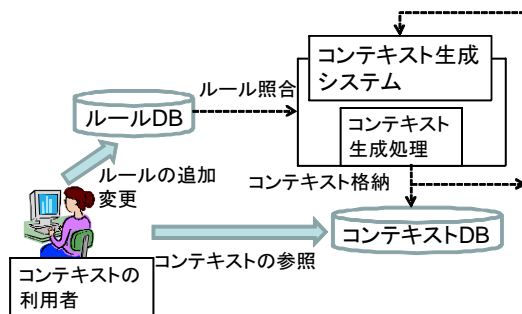 コンテキスト生成
システム
ルール照合
ルールDB
コンテキスト
生成処理
ルールの追加
変更
コンテキスト格納
コンテキストDB
コンテキストの参照
コンテキストの
利用者